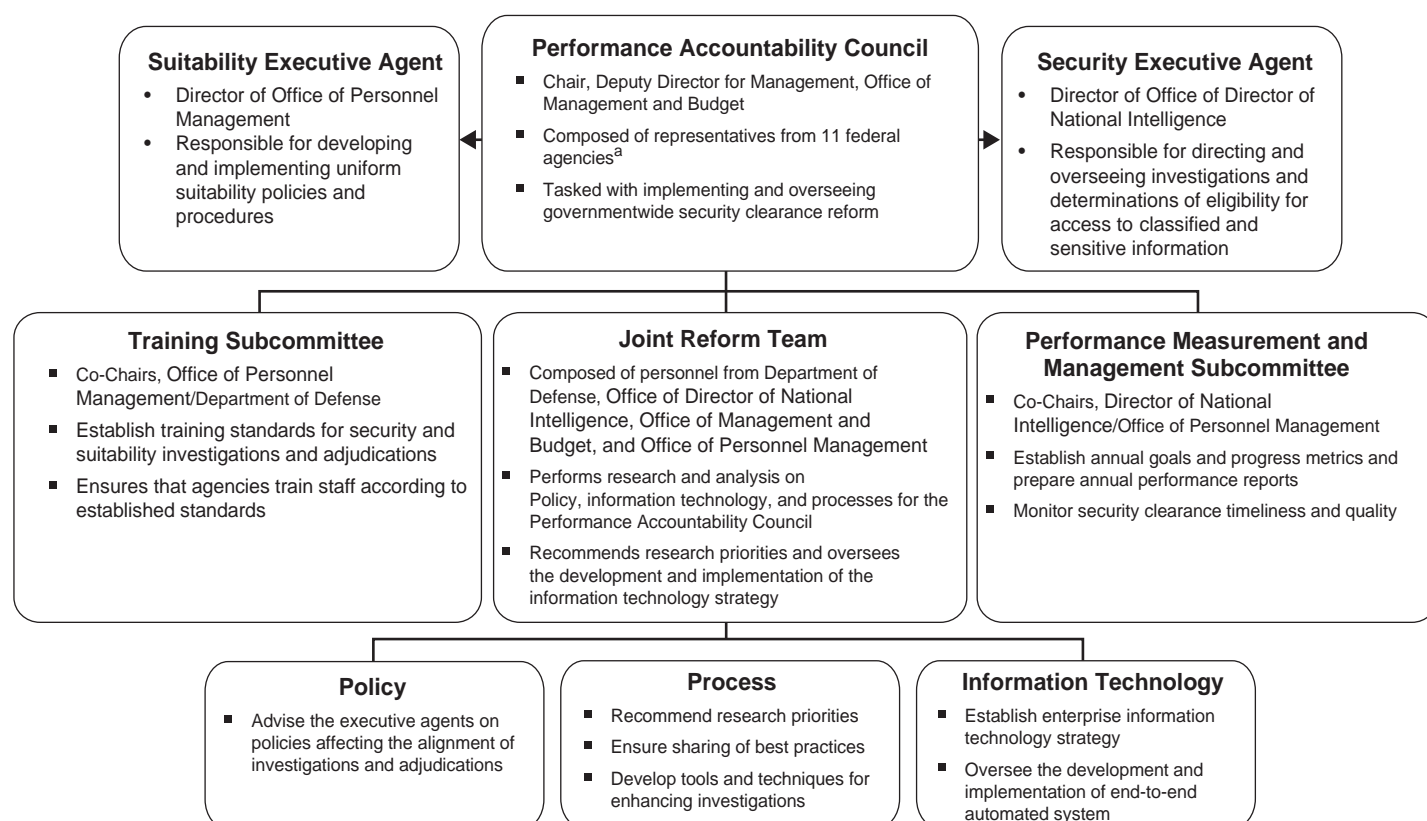 Suitability Executive Agent
• Director of Office of Personnel
Management
• Responsible for developing
and implementing uniform
suitability policies and
procedures
Performance Accountability Council
■ Chair, Deputy Director for Management, Office of
Management and Budget
■ Composed of representatives from 11 federal
agenciesa
■ Tasked with implementing and overseeing
governmentwide security clearance reform
Security Executive Agent
• Director of Office of Director of
National Intelligence
• Responsible for directing and
overseeing investigations and
determinations of eligibility for
access to classified and
sensitive information
Training Subcommittee
■ Co-Chairs, Office of Personnel
Management/Department of Defense
■ Establish training standards for security and
suitability investigations and adjudications
■ Ensures that agencies train staff according to
established standards
Joint Reform Team
■ Composed of personnel from Department of
Defense, Office of Director of National
Intelligence, Office of Management and
Budget, and Office of Personnel Management
■ Performs research and analysis on
Policy, information technology, and processes for the
Performance Accountability Council
■ Recommends research priorities and oversees
the development and implementation of the
information technology strategy
Performance Measurement and
Management Subcommittee
■ Co-Chairs, Director of National
Intelligence/Office of Personnel Management
■ Establish annual goals and progress metrics and
prepare annual performance reports
■ Monitor security clearance timeliness and quality
Policy
■ Advise the executive agents on
policies affecting the alignment of
investigations and adjudications
Process
■ Recommend research priorities
■ Ensure sharing of best practices
■ Develop tools and techniques for
enhancing investigations
Information Technology
■ Establish enterprise information
technology strategy
■ Oversee the development and
implementation of end-to-end
automated system